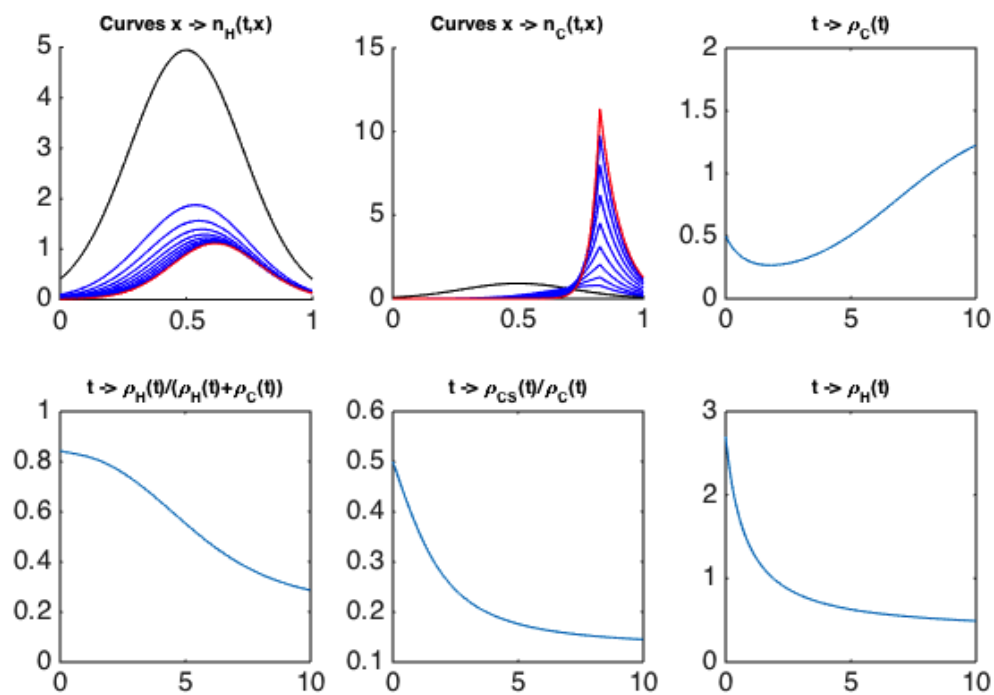 Curves x -> n_H(t,x)
5
4
3
2
1
0
0 0.5 1
Curves x -> n_C(t,x)
15
10
5
0
0 0.5 1
t -> ρ_C(t)
2
1.5
1
0.5
0
0 5 10
t -> ρ_H(t)/(ρ_H(t)+ρ_C(t))
1
0.8
0.6
0.4
0.2
0
0 5 10
t -> ρ_CS(t)/ρ_C(t)
0.6
0.5
0.4
0.3
0.2
0.1
0 5 10
t -> ρ_H(t)
3
2
1
0
0 5 10